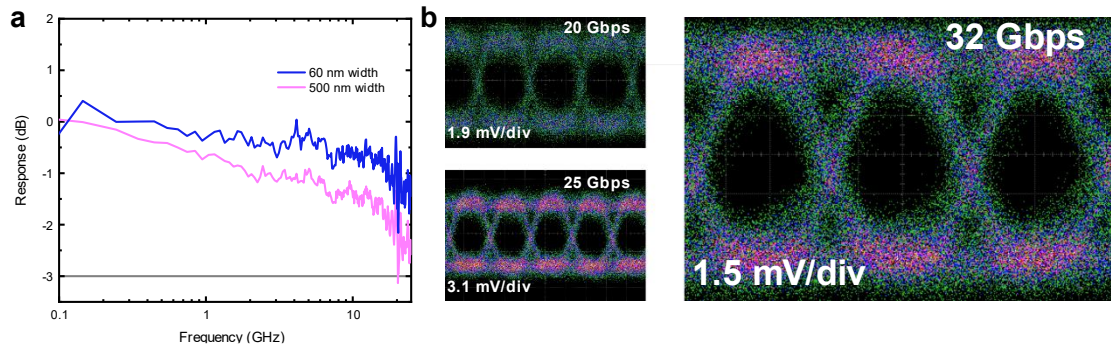 a
2
1
0
-1
-2
-3
Response (dB)
60 nm width
500 nm width
0.1
1
10
Frequency (GHz)
b
20 Gbps
1.9 mV/div
25 Gbps
3.1 mV/div
32 Gbps
1.5 mV/div